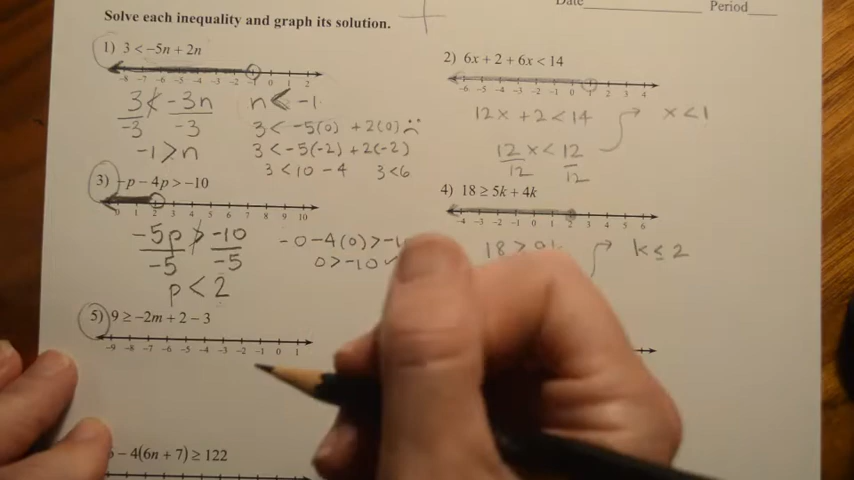 Date Period
Solve each inequality and graph its solution.
1) 3 < −5n + 2n
-8 -7 -6 -5 -4 -3 -2 -1 0 1 2
3 < -3n
-3 -3
-1 > n
n < -1
3 < -5(0) + 2(0)
3 < -5(-2) + 2(-2)
3 < 10 - 4 3 < 6
2) 6x + 2 + 6x < 14
-6 -5 -4 -3 -2 -1 0 1 2 3 4
12x + 2 < 14
x < 1
12x < 12
12 12
3) −p − 4p > −10
0 1 2 3 4 5 6 7 8 9 10
-5p > -10
-5 -5
p < 2
-0-4(0) >
0 > -10 ✓
4) 18 ≥ 5k + 4k
-4 -3 -2 -1 0 1 2 3 4 5 6
k ≤ 2
5) 9 ≥ −2m + 2 − 3
-9 -8 -7 -6 -5 -4 -3 -2 -1 0 1
− 4(6n + 7) ≥ 122